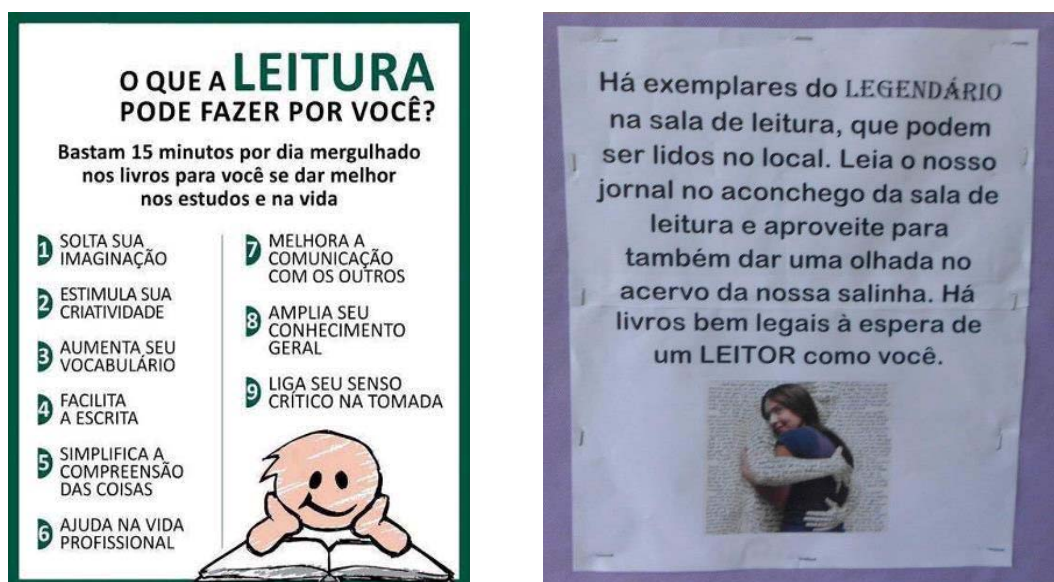 O QUE A LEITURA
PODE FAZER POR VOCÊ?
Bastam 15 minutos por dia mergulhado
nos livros para você se dar melhor
nos estudos e na vida
1 SOLTA SUA
IMAGINAÇÃO
2 ESTIMULA SUA
CRIATIVIDADE
3 AUMENTA SEU
VOCABULÁRIO
4 FACILITA
A ESCRITA
5 SIMPLIFICA A
COMPREENSÃO
DAS COISAS
6 AJUDA NA VIDA
PROFISSIONAL
7 MELHORA A
COMUNICAÇÃO
COM OS OUTROS
8 AMPLIA SEU
CONHECIMENTO
GERAL
9 LIGA SEU SENSO
CRÍTICO NA TOMADA
Há exemplares do LEGENDÁRIO
na sala de leitura, que podem
ser lidos no local. Leia o nosso
jornal no aconchego da sala de
leitura e aproveite para
também dar uma olhada no
acervo da nossa salinha. Há
livros bem legais à espera de
um LEITOR como você.